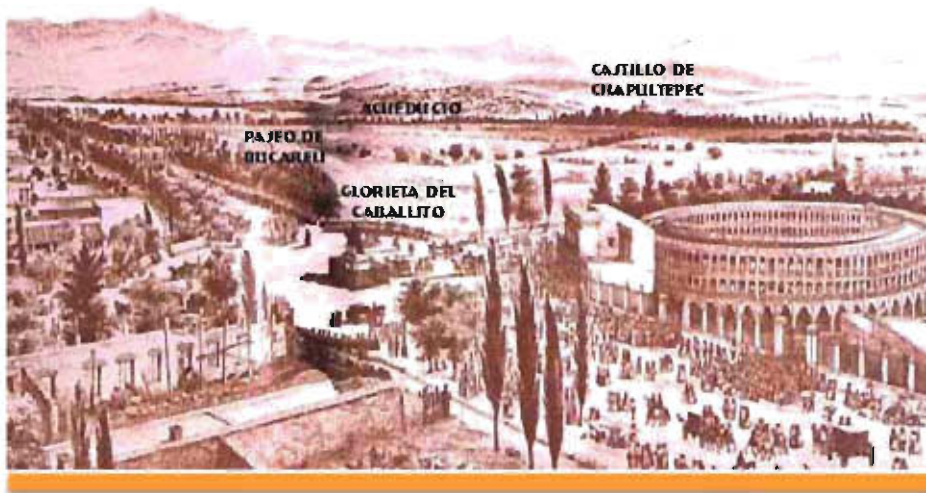 CASTILLO DE
CHAPULTEPEC
ACUEDUCTO
PASEO DE
BUCARELI
GLORIETA DEL
CABALLITO